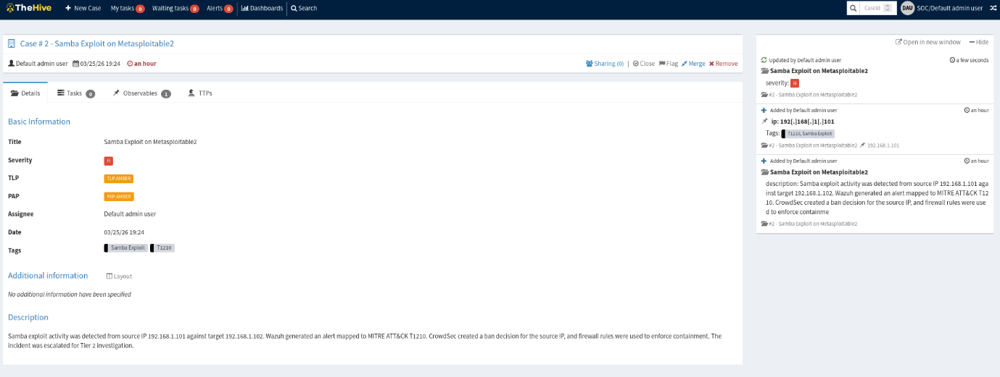 TheHive
New Case My tasks 0 Waiting tasks 0 Alerts 0 Dashboards Search CaseId DAU SOC/Default admin user
Case # 2 - Samba Exploit on Metasploitable2
Default admin user 03/25/26 19:24 an hour Sharing (0) | Close Flag Merge Remove
Details Tasks 0 Observables 1 TTPs
Basic Information
Title Samba Exploit on Metasploitable2
Severity H
TLP TLP:AMBER
PAP PAP:AMBER
Assignee Default admin user
Date 03/25/26 19:24
Tags Samba Exploit T1210
Additional information Layout
No additional information have been specified
Description
Samba exploit activity was detected from source IP 192.168.1.101 against target 192.168.1.102. Wazuh generated an alert mapped to MITRE ATT&CK T1210. CrowdSec created a ban decision for the source IP, and firewall rules were used to enforce containment. The
incident was escalated for Tier 2 investigation.
Open in new window Hide
Updated by Default admin user a few seconds
Samba Exploit on Metasploitable2
severity: H
#2 - Samba Exploit on Metasploitable2
Added by Default admin user an hour
ip: 192[.]168[.]1[.]101
Tags: T1210, Samba Exploit
#2 - Samba Exploit on Metasploitable2 192.168.1.101
Added by Default admin user an hour
Samba Exploit on Metasploitable2
description: Samba exploit activity was detected from source IP 192.168.1.101 aga
inst target 192.168.1.102. Wazuh generated an alert mapped to MITRE ATT&CK T12
10. CrowdSec created a ban decision for the source IP, and firewall rules were use
d to enforce containme
#2 - Samba Exploit on Metasploitable2